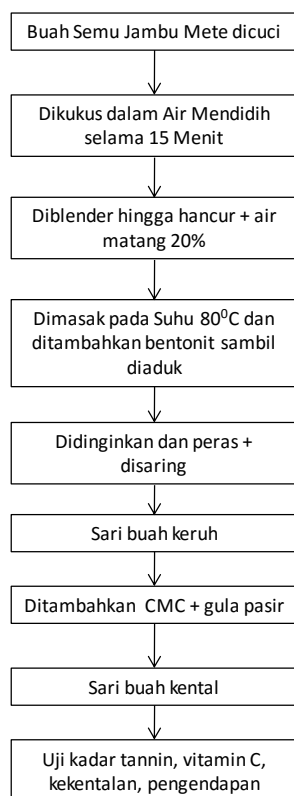 Buah Semu Jambu Mete dicuci
Dikukus dalam Air Mendidih
selama 15 Menit
Diblender hingga hancur + air
matang 20%
Dimasak pada Suhu 80⁰C dan
ditambahkan bentonit sambil
diaduk
Didinginkan dan peras +
disaring
Sari buah keruh
Ditambahkan CMC + gula pasir
Sari buah kental
Uji kadar tannin, vitamin C,
kekentalan, pengendapan